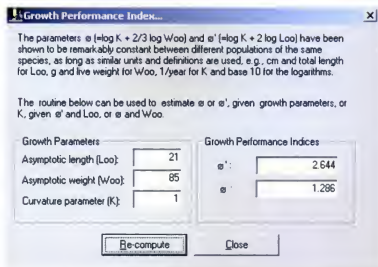 Growth Performance Index...
The parameters ø (=log K + 2/3 log Woo) and ø' (=log K + 2 log Loo) have been
shown to be remarkably constant between different populations of the same
species, as long as similar units and definitions are used, e.g., cm and total length
for Loo, g and live weight for Woo, 1/year for K and base 10 for the logarithms.
The routine below can be used to estimate ø or ø', given growth parameters, or
K, given ø' and Loo, or ø and Woo.
Growth Parameters
Asymptotic length (Loo): 21
Asymptotic weight (Woo): 85
Curvature parameter (K): 1
Growth Performance Indices
ø': 2.644
ø : 1.286
Re-compute Close